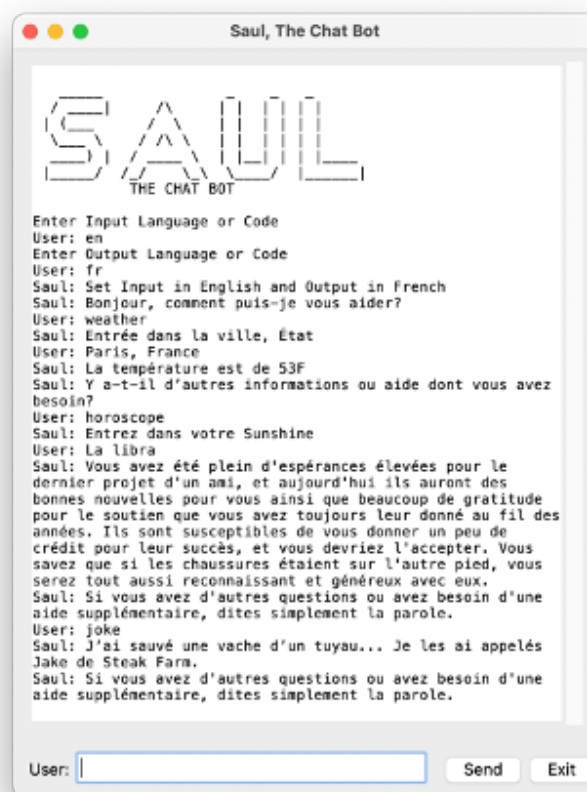 Saul, The Chat Bot
SAUL
THE CHAT BOT
Enter Input Language or Code
User: en
Enter Output Language or Code
User: fr
Saul: Set Input in English and Output in French
Saul: Bonjour, comment puis-je vous aider?
User: weather
Saul: Entrée dans la ville, État
User: Paris, France
Saul: La température est de 53F
Saul: Y a-t-il d'autres informations ou aide dont vous avez
besoin?
User: horoscope
Saul: Entrez dans votre Sunshine
User: La libra
Saul: Vous avez été plein d'espérances élevées pour le
dernier projet d'un ami, et aujourd'hui ils auront des
bonnes nouvelles pour vous ainsi que beaucoup de gratitude
pour le soutien que vous avez toujours leur donné au fil des
années. Ils sont susceptibles de vous donner un peu de
crédit pour leur succès, et vous devriez l'accepter. Vous
savez que si les chaussures étaient sur l'autre pied, vous
serez tout aussi reconnaissant et généreux avec eux.
Saul: Si vous avez d'autres questions ou avez besoin d'une
aide supplémentaire, dites simplement la parole.
User: joke
Saul: J'ai sauvé une vache d'un tuyau... Je les ai appelés
Jake de Steak Farm.
Saul: Si vous avez d'autres questions ou avez besoin d'une
aide supplémentaire, dites simplement la parole.
User:
Send
Exit